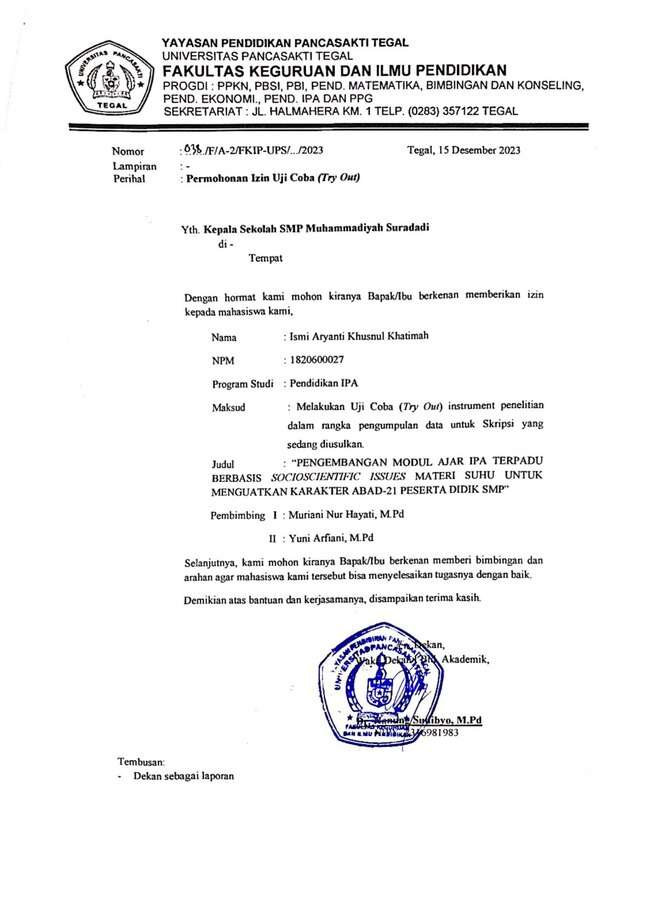 YAYASAN PENDIDIKAN PANCASAKTI TEGAL
UNIVERSITAS PANCASAKTI TEGAL
FAKULTAS KEGURUAN DAN ILMU PENDIDIKAN
PROGDI : PPKN, PBSI, PBI, PEND. MATEMATIKA, BIMBINGAN DAN KONSELING,
PEND. EKONOMI., PEND. IPA DAN PPG
SEKRETARIAT : JL. HALMAHERA KM. 1 TELP. (0283) 357122 TEGAL
UNIVERSITAS PANCASAKTI
TEGAL
Nomor : /F/A-2/FKIP-UPS/.../2023 Tegal, 15 Desember 2023
Lampiran : -
Perihal : Permohonan Izin Uji Coba (Try Out)
Yth. Kepala Sekolah SMP Muhammadiyah Suradadi
di -
Tempat
Dengan hormat kami mohon kiranya Bapak/Ibu berkenan memberikan izin
kepada mahasiswa kami,
Nama : Ismi Aryanti Khusnul Khatimah
NPM : 1820600027
Program Studi : Pendidikan IPA
Maksud : Melakukan Uji Coba (Try Out) instrument penelitian
dalam rangka pengumpulan data untuk Skripsi yang
sedang diusulkan.
Judul : “PENGEMBANGAN MODUL AJAR IPA TERPADU
BERBASIS SOCIOSCIENTIFIC ISSUES MATERI SUHU UNTUK
MENGUATKAN KARAKTER ABAD-21 PESERTA DIDIK SMP”
Pembimbing I : Muriani Nur Hayati, M.Pd
II : Yuni Arfiani, M.Pd
Selanjutnya, kami mohon kiranya Bapak/Ibu berkenan memberi bimbingan dan
arahan agar mahasiswa kami tersebut bisa menyelesaikan tugasnya dengan baik.
Demikian atas bantuan dan kerjasamanya, disampaikan terima kasih.
Dekan,
Wakil Dekan Bid. Akademik,
M.Pd
6981983
Tembusan:
- Dekan sebagai laporan